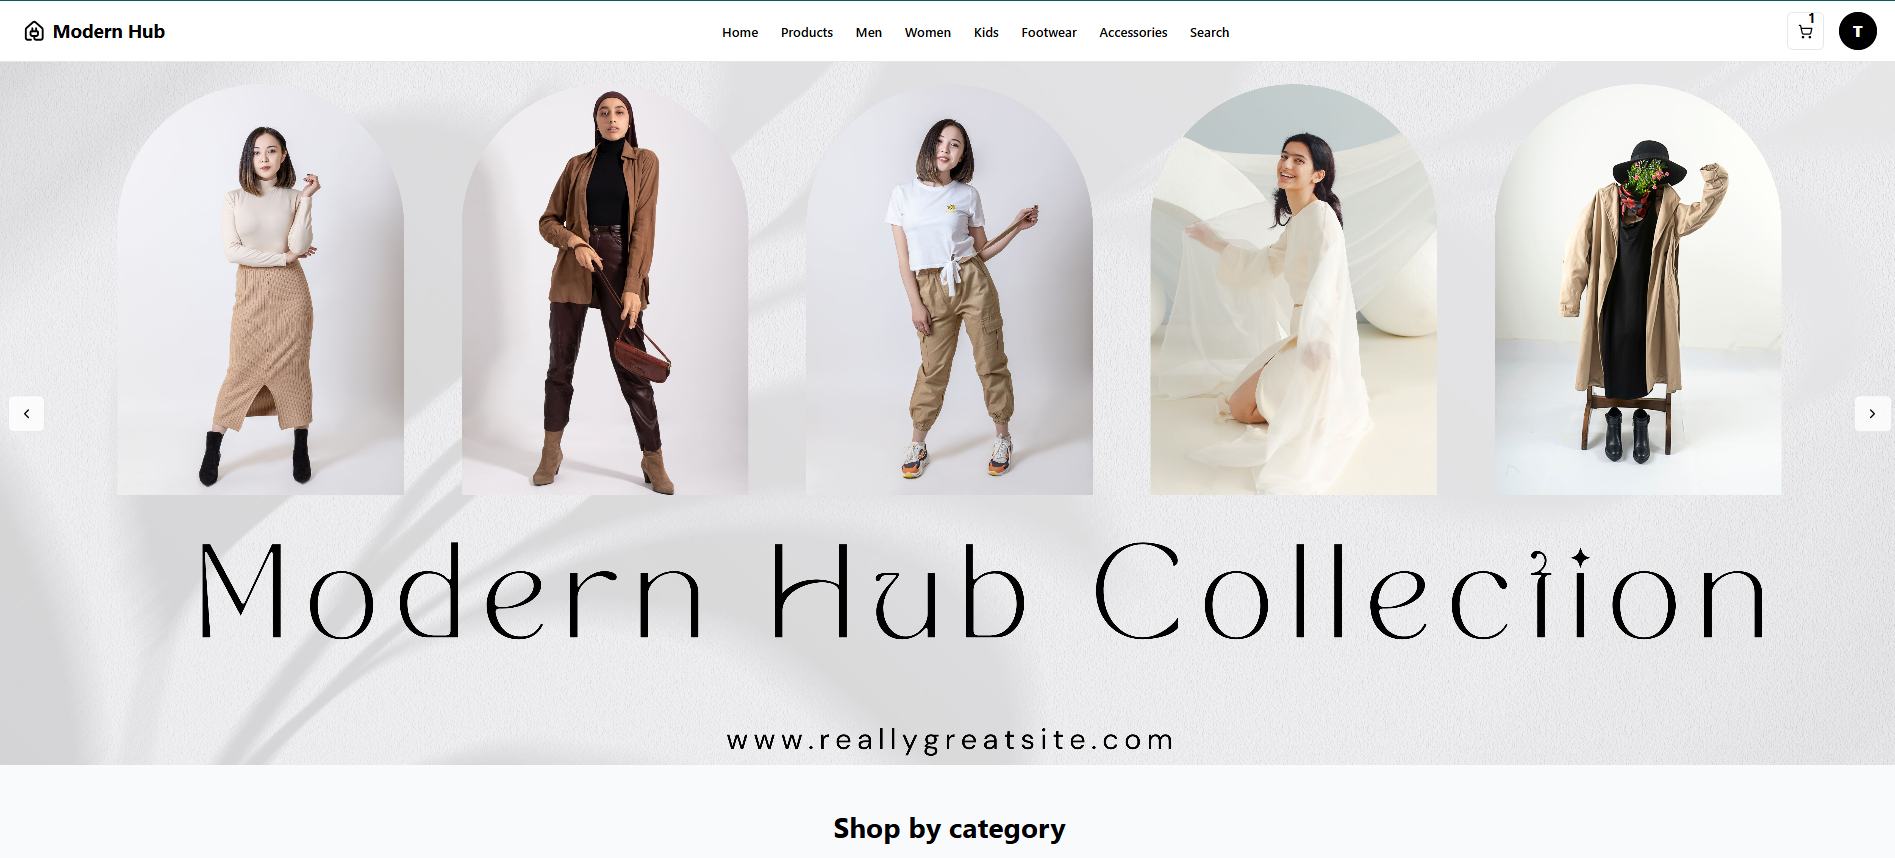 Modern Hub
Home Products Men Women Kids Footwear Accessories Search
1
T
Modern Hub Collection
www.reallygreatsite.com
Shop by category